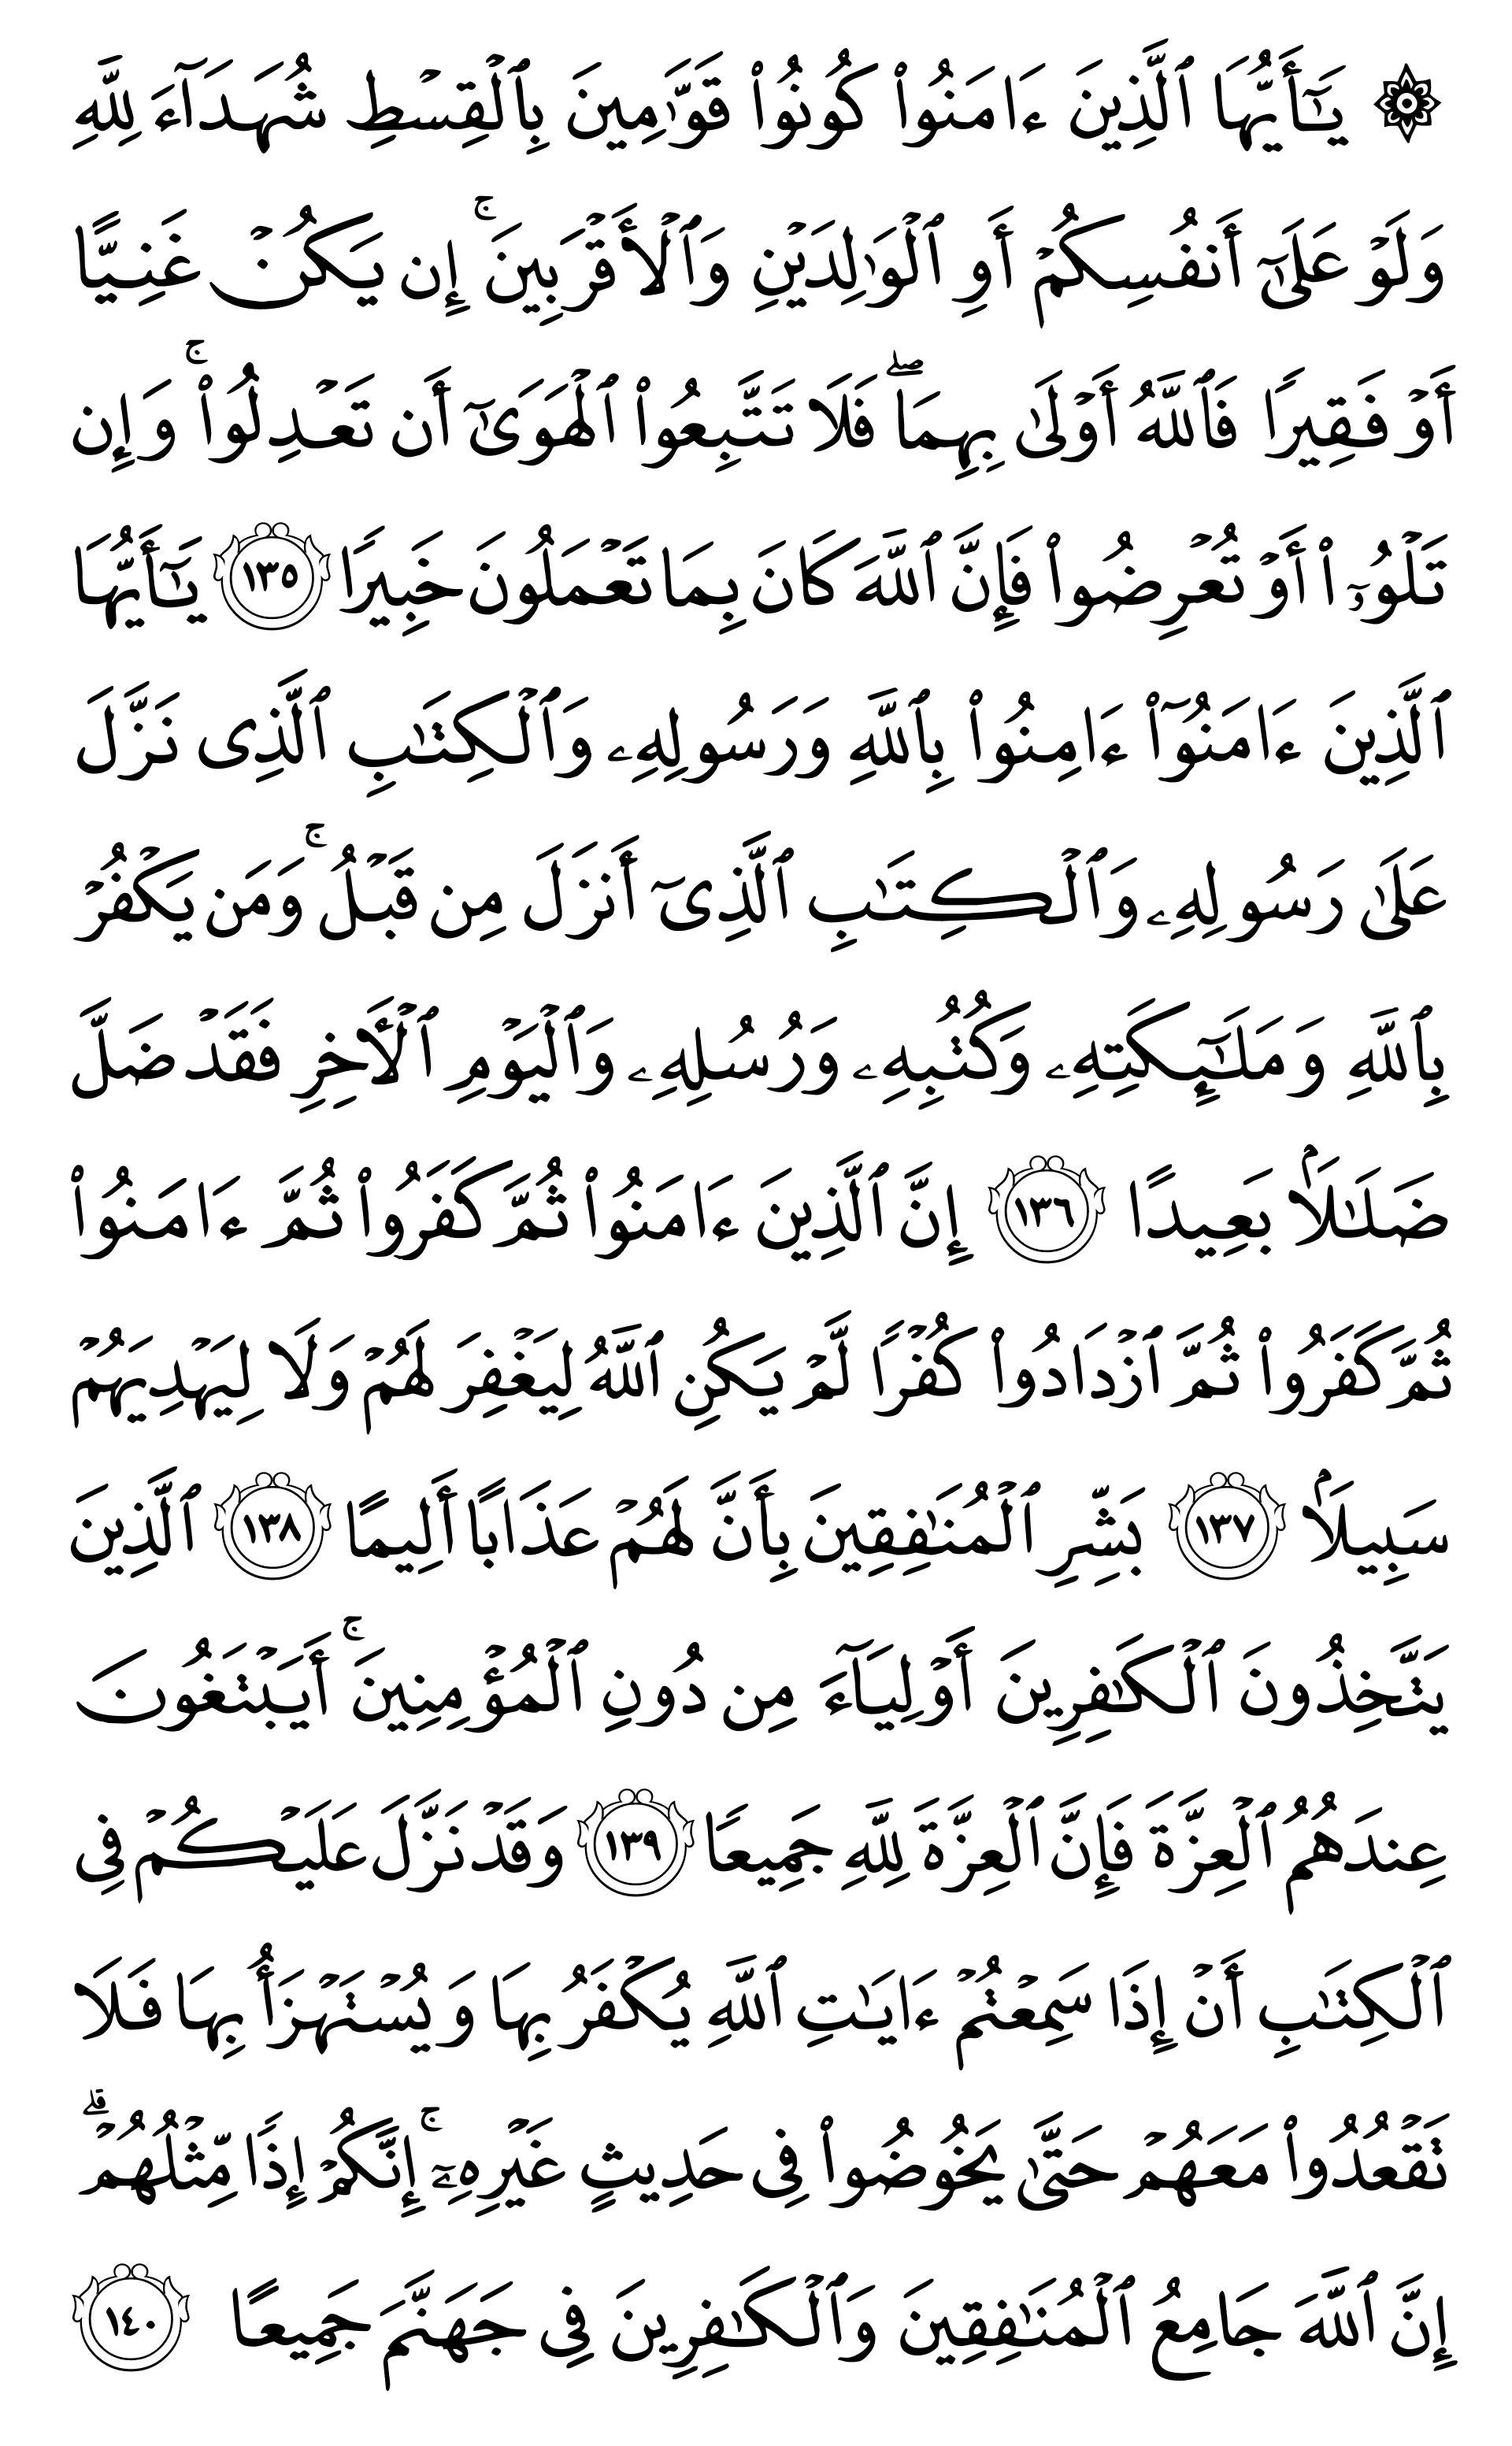 ۞ يَـٰٓأَيُّهَا ٱلَّذِينَ ءَامَنُوا۟ كُونُوا۟ قَوَّٰمِينَ بِٱلْقِسْطِ شُهَدَآءَ لِلَّهِ
وَلَوْ عَلَىٰٓ أَنفُسِكُمْ أَوِ ٱلْوَٰلِدَيْنِ وَٱلْأَقْرَبِينَ ۚ إِن يَكُنْ غَنِيًّا
أَوْ فَقِيرًا فَٱللَّهُ أَوْلَىٰ بِهِمَا ۖ فَلَا تَتَّبِعُوا۟ ٱلْهَوَىٰٓ أَن تَعْدِلُوا۟ ۚ وَإِن
تَلْوُۥٓا۟ أَوْ تُعْرِضُوا۟ فَإِنَّ ٱللَّهَ كَانَ بِمَا تَعْمَلُونَ خَبِيرًا ١٣٥ يَـٰٓأَيُّهَا
ٱلَّذِينَ ءَامَنُوٓا۟ ءَامِنُوا۟ بِٱللَّهِ وَرَسُولِهِۦ وَٱلْكِتَـٰبِ ٱلَّذِى نَزَّلَ
عَلَىٰ رَسُولِهِۦ وَٱلْكِتَـٰبِ ٱلَّذِىٓ أَنزَلَ مِن قَبْلُ ۚ وَمَن يَكْفُرْ
بِٱللَّهِ وَمَلَـٰٓئِكَتِهِۦ وَكُتُبِهِۦ وَرُسُلِهِۦ وَٱلْيَوْمِ ٱلْـَٔاخِرِ فَقَدْ ضَلَّ
ضَلَـٰلًۢا بَعِيدًا ١٣٦ إِنَّ ٱلَّذِينَ ءَامَنُوا۟ ثُمَّ كَفَرُوا۟ ثُمَّ ءَامَنُوا۟
ثُمَّ كَفَرُوا۟ ثُمَّ ٱزْدَادُوا۟ كُفْرًا لَّمْ يَكُنِ ٱللَّهُ لِيَغْفِرَ لَهُمْ وَلَا لِيَهْدِيَهُمْ
سَبِيلًۢا ١٣٧ بَشِّرِ ٱلْمُنَـٰفِقِينَ بِأَنَّ لَهُمْ عَذَابًا أَلِيمًا ١٣٨ ٱلَّذِينَ
يَتَّخِذُونَ ٱلْكَـٰفِرِينَ أَوْلِيَآءَ مِن دُونِ ٱلْمُؤْمِنِينَ ۚ أَيَبْتَغُونَ
عِندَهُمُ ٱلْعِزَّةَ فَإِنَّ ٱلْعِزَّةَ لِلَّهِ جَمِيعًا ١٣٩ وَقَدْ نَزَّلَ عَلَيْكُمْ فِى
ٱلْكِتَـٰبِ أَنْ إِذَا سَمِعْتُمْ ءَايَـٰتِ ٱللَّهِ يُكْفَرُ بِهَا وَيُسْتَهْزَأُ بِهَا فَلَا
تَقْعُدُوا۟ مَعَهُمْ حَتَّىٰ يَخُوضُوا۟ فِى حَدِيثٍ غَيْرِهِۦٓ ۚ إِنَّكُمْ إِذًا مِّثْلُهُمْ ۗ
إِنَّ ٱللَّهَ جَامِعُ ٱلْمُنَـٰفِقِينَ وَٱلْكَـٰفِرِينَ فِى جَهَنَّمَ جَمِيعًا ١٤٠